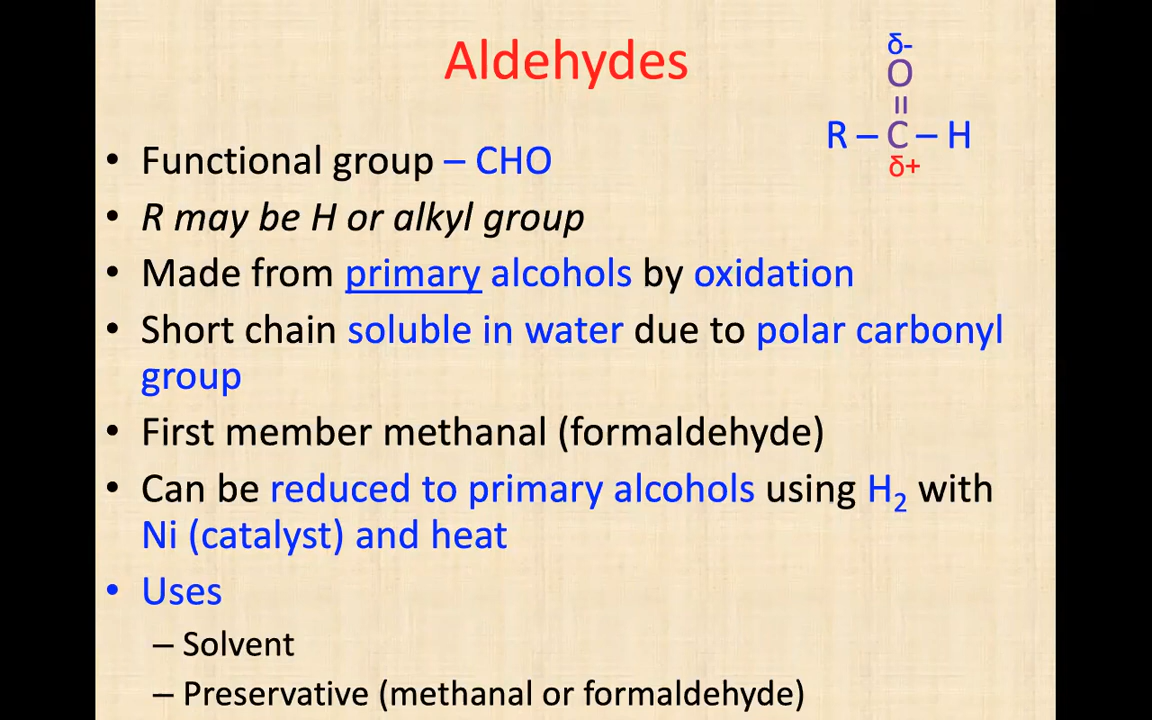 Aldehydes
δ-
O
=
R – C – H
δ+
• Functional group – CHO
• R may be H or alkyl group
• Made from primary alcohols by oxidation
• Short chain soluble in water due to polar carbonyl
group
• First member methanal (formaldehyde)
• Can be reduced to primary alcohols using H₂ with
Ni (catalyst) and heat
• Uses
– Solvent
– Preservative (methanal or formaldehyde)